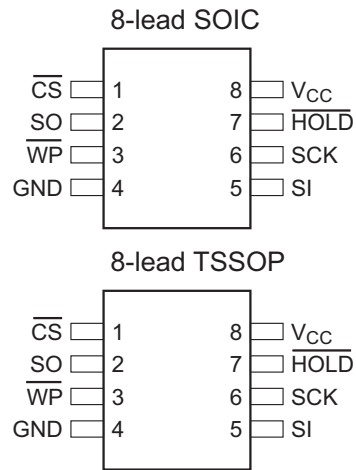 8-lead SOIC
CS 1 8 VCC
SO 2 7 HOLD
WP 3 6 SCK
GND 4 5 SI
8-lead TSSOP
CS 1 8 VCC
SO 2 7 HOLD
WP 3 6 SCK
GND 4 5 SI